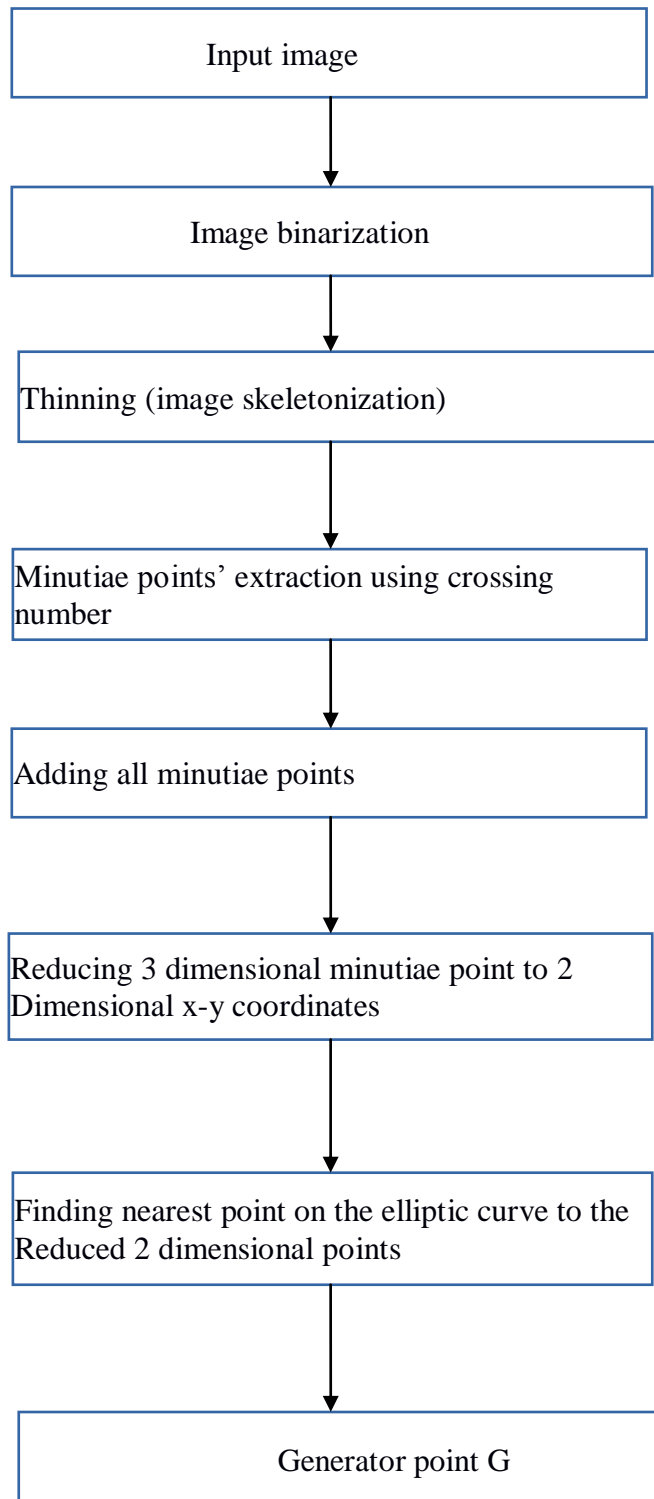 Input image
Image binarization
Thinning (image skeletonization)
Minutiae points’ extraction using crossing
number
Adding all minutiae points
Reducing 3 dimensional minutiae point to 2
Dimensional x-y coordinates
Finding nearest point on the elliptic curve to the
Reduced 2 dimensional points
Generator point G